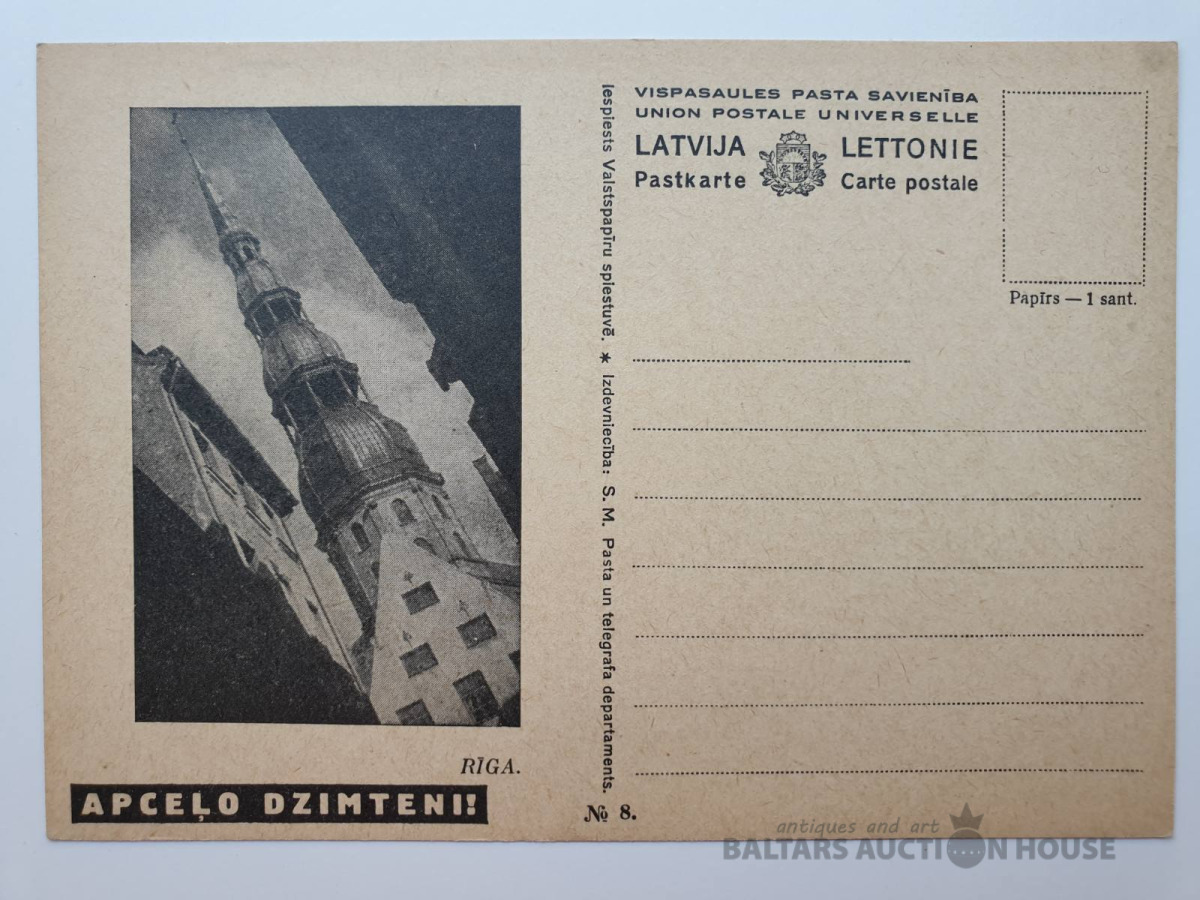 RĪGA.
APCEĻO DZIMTENI!
Iespiests Valstspapīru spiestuvē. * Izdevniecība: S. M. Pasta un telegrafa departaments.
№ 8.
VISPASAULES PASTA SAVIENĪBA
UNION POSTALE UNIVERSELLE
LATVIJA LETTONIE
Pastkarte Carte postale
Papīrs — 1 sant.
antiques and art
BALTARS AUCTION HOUSE